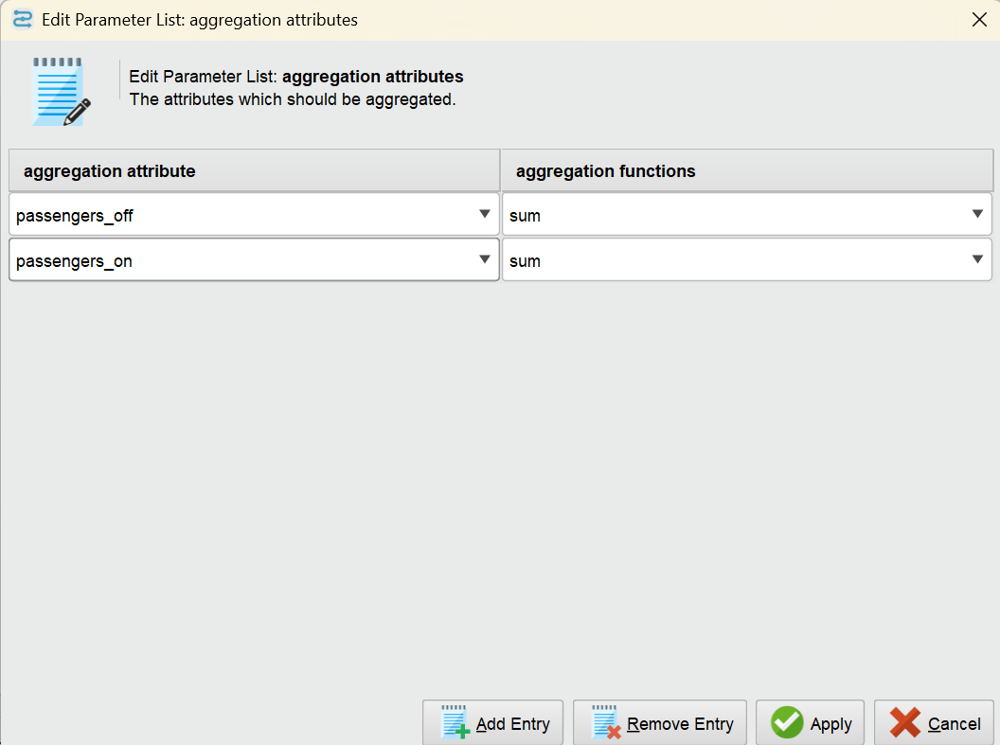 Edit Parameter List: aggregation attributes
Edit Parameter List: aggregation attributes
The attributes which should be aggregated.
aggregation attribute aggregation functions
passengers_off sum
passengers_on sum
Add Entry Remove Entry Apply Cancel